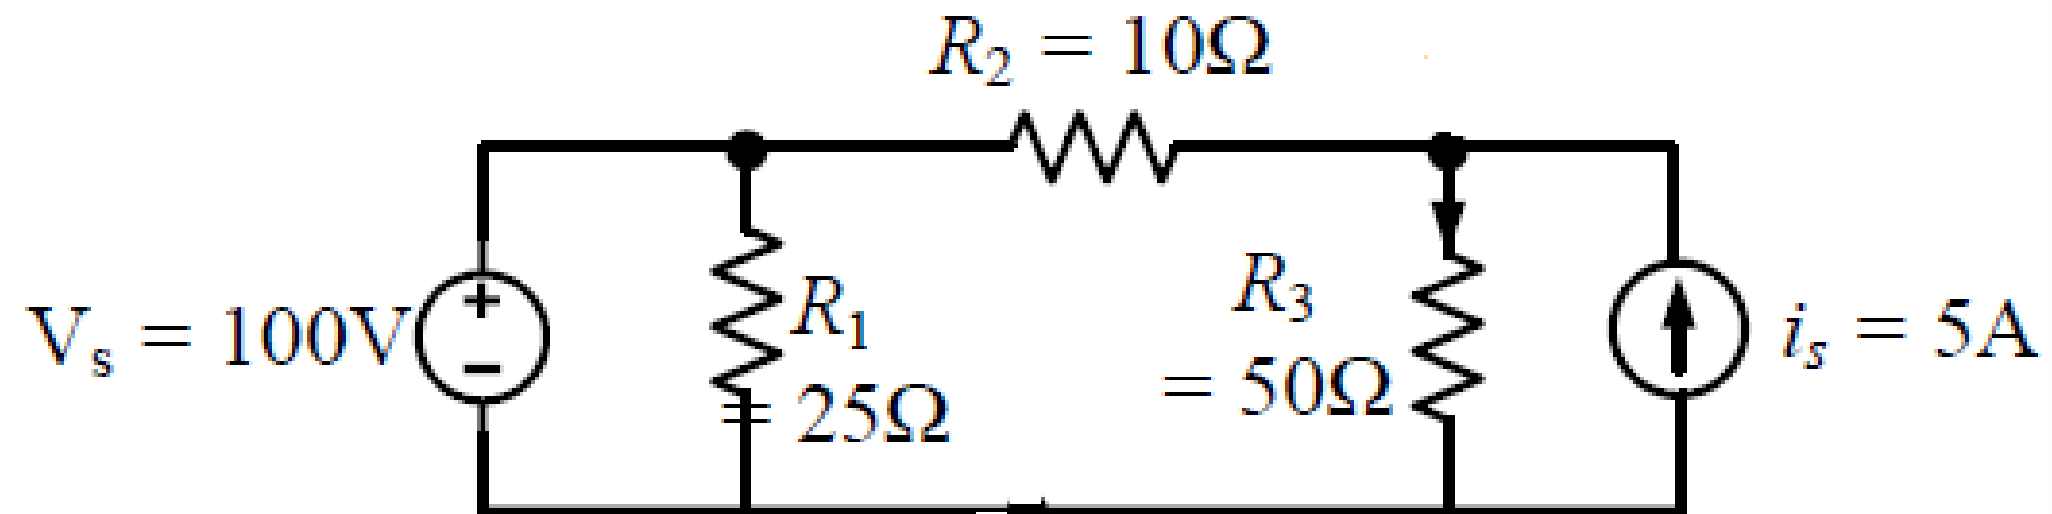 R₂ = 10Ω
Vₛ = 100V
+
−
R₁
= 25Ω
R₃
= 50Ω
iₛ = 5A